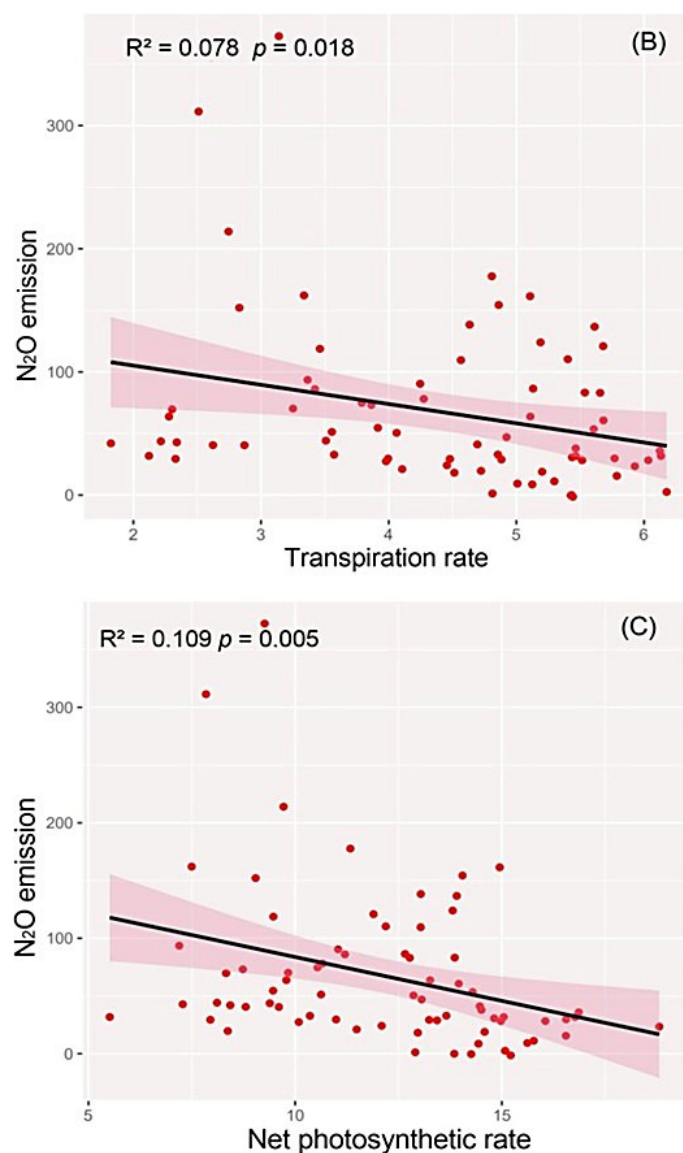 R² = 0.078 p = 0.018 (B)
300
200
100
0
N₂O emission
2 3 4 5 6
Transpiration rate
R² = 0.109 p = 0.005 (C)
300
200
100
0
N₂O emission
5 10 15
Net photosynthetic rate